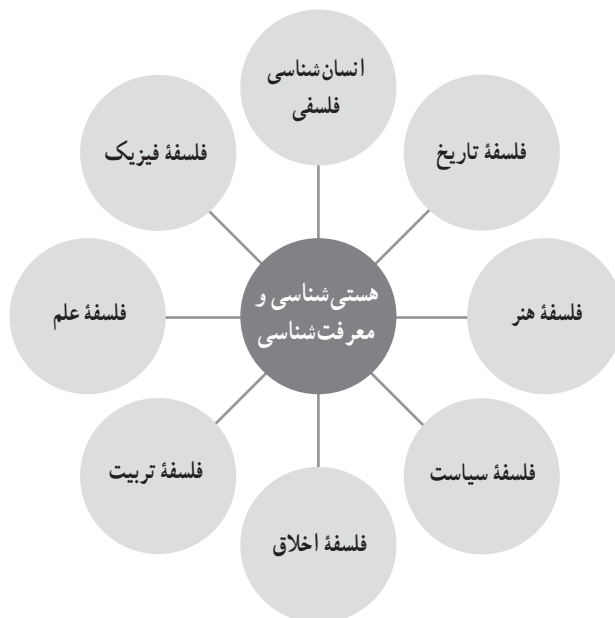 انسان‌شناسی
فلسفی
فلسفهٔ تاریخ
فلسفهٔ فیزیک
هستی‌شناسی و
معرفت‌شناسی
فلسفهٔ هنر
فلسفهٔ علم
فلسفهٔ سیاست
فلسفهٔ تربیت
فلسفهٔ اخلاق